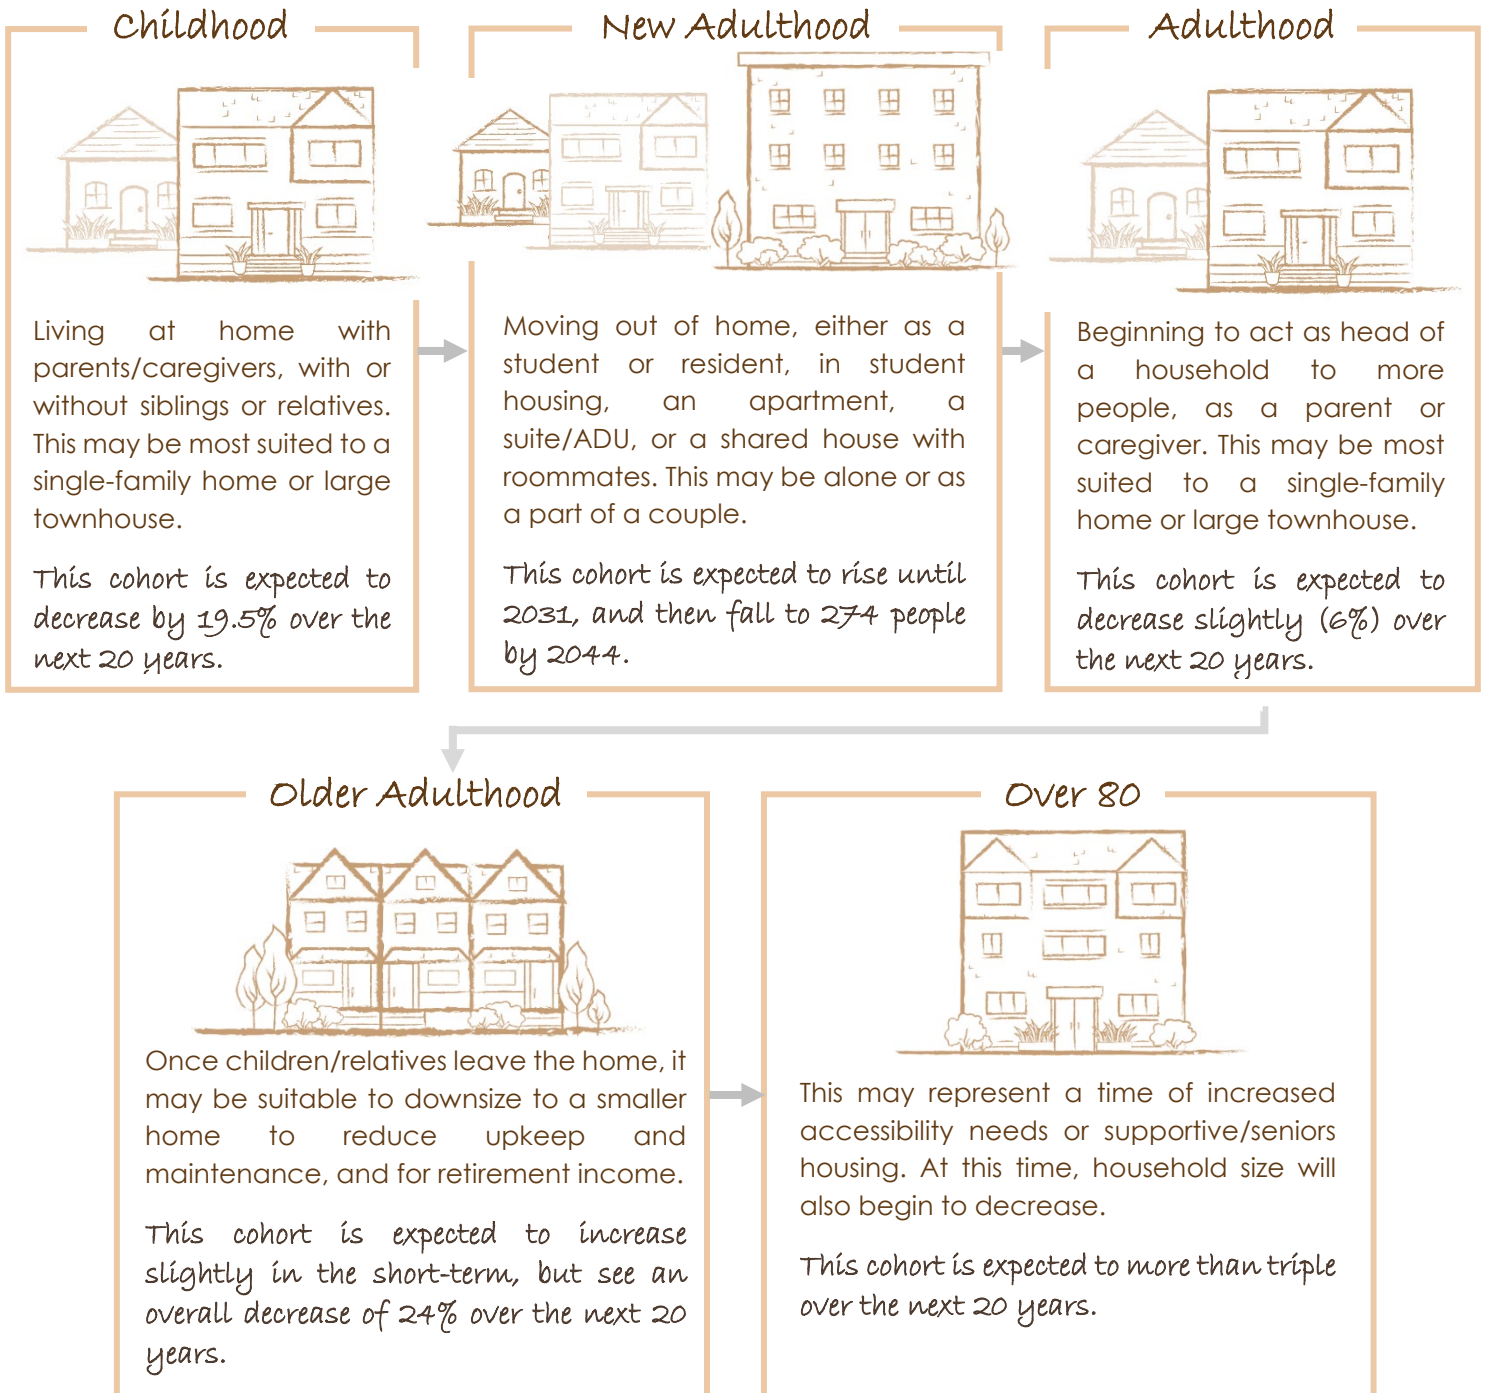 Childhood
Living at home with
parents/caregivers, with or
without siblings or relatives.
This may be most suited to a
single-family home or large
townhouse.
This cohort is expected to
decrease by 19.5% over the
next 20 years.
New Adulthood
Moving out of home, either as a
student or resident, in student
housing, an apartment, a
suite/ADU, or a shared house with
roommates. This may be alone or as
a part of a couple.
This cohort is expected to rise until
2031, and then fall to 274 people
by 2044.
Adulthood
Beginning to act as head of
a household to more
people, as a parent or
caregiver. This may be most
suited to a single-family
home or large townhouse.
This cohort is expected to
decrease slightly (6%) over
the next 20 years.
Older Adulthood
Once children/relatives leave the home, it
may be suitable to downsize to a smaller
home to reduce upkeep and
maintenance, and for retirement income.
This cohort is expected to increase
slightly in the short-term, but see an
overall decrease of 24% over the next 20
years.
Over 80
This may represent a time of increased
accessibility needs or supportive/seniors
housing. At this time, household size will
also begin to decrease.
This cohort is expected to more than triple
over the next 20 years.